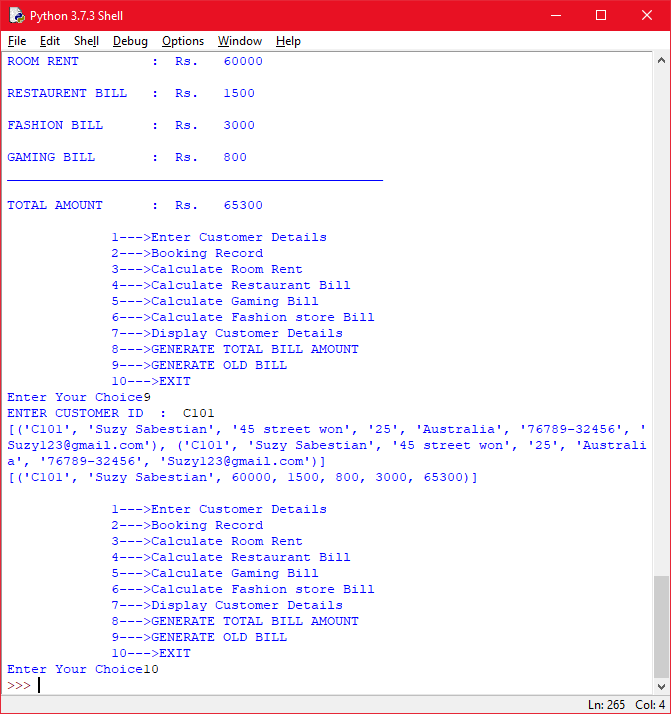 Python 3.7.3 Shell
File Edit Shell Debug Options Window Help
ROOM RENT : Rs. 60000
RESTAURENT BILL : Rs. 1500
FASHION BILL : Rs. 3000
GAMING BILL : Rs. 800
TOTAL AMOUNT : Rs. 65300
1--->Enter Customer Details
2--->Booking Record
3--->Calculate Room Rent
4--->Calculate Restaurant Bill
5--->Calculate Gaming Bill
6--->Calculate Fashion store Bill
7--->Display Customer Details
8--->GENERATE TOTAL BILL AMOUNT
9--->GENERATE OLD BILL
10--->EXIT
Enter Your Choice9
ENTER CUSTOMER ID : C101
[('C101', 'Suzy Sabestian', '45 street won', '25', 'Australia', '76789-32456', '
Suzy123@gmail.com'), ('C101', 'Suzy Sabestian', '45 street won', '25', 'Australi
a', '76789-32456', 'Suzy123@gmail.com')]
[('C101', 'Suzy Sabestian', 60000, 1500, 800, 3000, 65300)]
1--->Enter Customer Details
2--->Booking Record
3--->Calculate Room Rent
4--->Calculate Restaurant Bill
5--->Calculate Gaming Bill
6--->Calculate Fashion store Bill
7--->Display Customer Details
8--->GENERATE TOTAL BILL AMOUNT
9--->GENERATE OLD BILL
10--->EXIT
Enter Your Choice10
>>>
Ln: 265 Col: 4